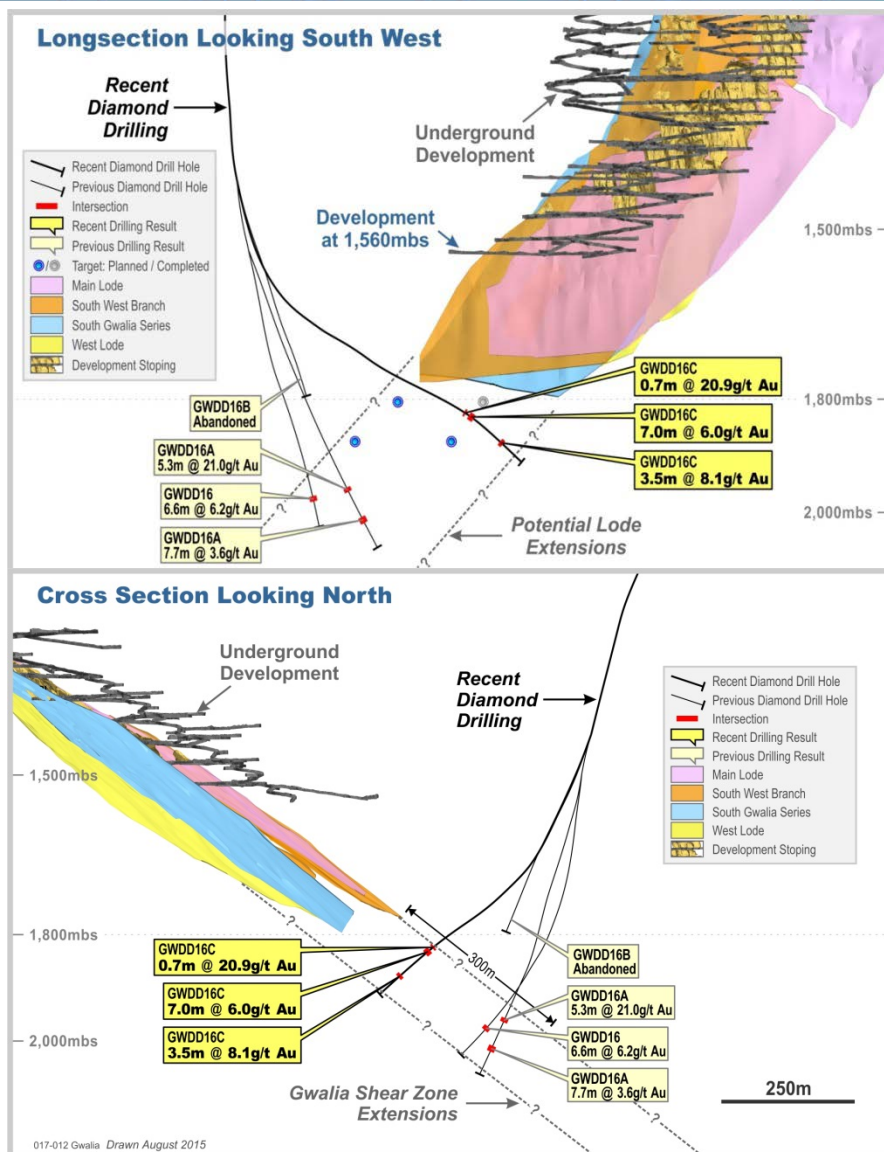 Longsection Looking South West
Recent
Diamond
Drilling
Underground
Development
Recent Diamond Drill Hole
Previous Diamond Drill Hole
Intersection
Recent Drilling Result
Previous Drilling Result
Target: Planned / Completed
Main Lode
South West Branch
South Gwalia Series
West Lode
Development Stoping
Development
at 1,560mbs
1,500mbs
GWDD16C
0.7m @ 20.9g/t Au
GWDD16B
Abandoned
?
1,800mbs
GWDD16C
7.0m @ 6.0g/t Au
GWDD16A
5.3m @ 21.0g/t Au
?
GWDD16C
3.5m @ 8.1g/t Au
GWDD16
6.6m @ 6.2g/t Au
?
?
2,000mbs
Potential Lode
Extensions
GWDD16A
7.7m @ 3.6g/t Au
Cross Section Looking North
Underground
Development
Recent
Diamond
Drilling
Recent Diamond Drill Hole
Previous Diamond Drill Hole
Intersection
Recent Drilling Result
Previous Drilling Result
Main Lode
South West Branch
South Gwalia Series
West Lode
Development Stoping
1,500mbs
?
1,800mbs
GWDD16C
0.7m @ 20.9g/t Au
?
300m
GWDD16B
Abandoned
GWDD16C
7.0m @ 6.0g/t Au
?
GWDD16A
5.3m @ 21.0g/t Au
GWDD16C
3.5m @ 8.1g/t Au
?
GWDD16
6.6m @ 6.2g/t Au
2,000mbs
GWDD16A
7.7m @ 3.6g/t Au
250m
Gwalia Shear Zone
Extensions
?
?
017-012 Gwalia Drawn August 2015